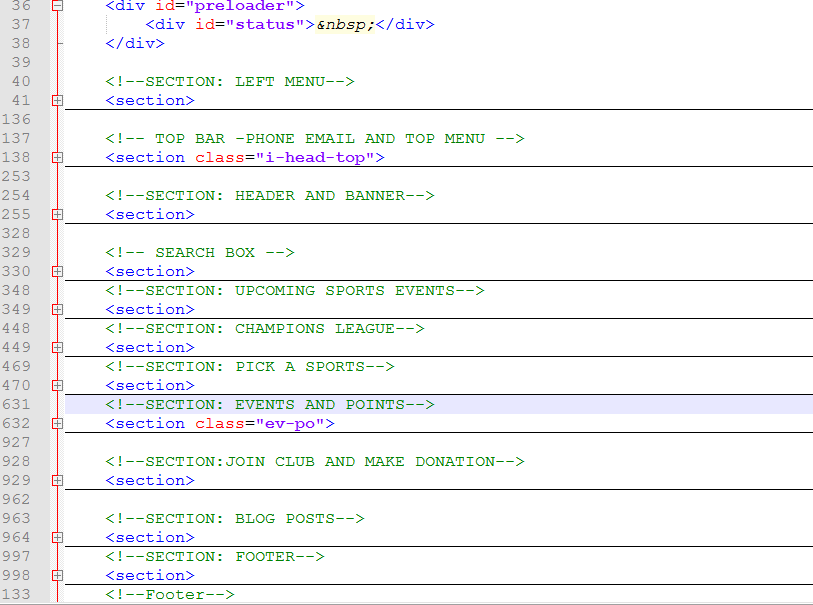 36 <div id="preloader">
37 <div id="status">&nbsp;</div>
38 </div>
39
40 <!--SECTION: LEFT MENU-->
41 <section>
136
137 <!-- TOP BAR -PHONE EMAIL AND TOP MENU -->
138 <section class="i-head-top">
253
254 <!--SECTION: HEADER AND BANNER-->
255 <section>
328
329 <!-- SEARCH BOX -->
330 <section>
348 <!--SECTION: UPCOMING SPORTS EVENTS-->
349 <section>
448 <!--SECTION: CHAMPIONS LEAGUE-->
449 <section>
469 <!--SECTION: PICK A SPORTS-->
470 <section>
631 <!--SECTION: EVENTS AND POINTS-->
632 <section class="ev-po">
927
928 <!--SECTION:JOIN CLUB AND MAKE DONATION-->
929 <section>
962
963 <!--SECTION: BLOG POSTS-->
964 <section>
997 <!--SECTION: FOOTER-->
998 <section>
133 <!--Footer-->